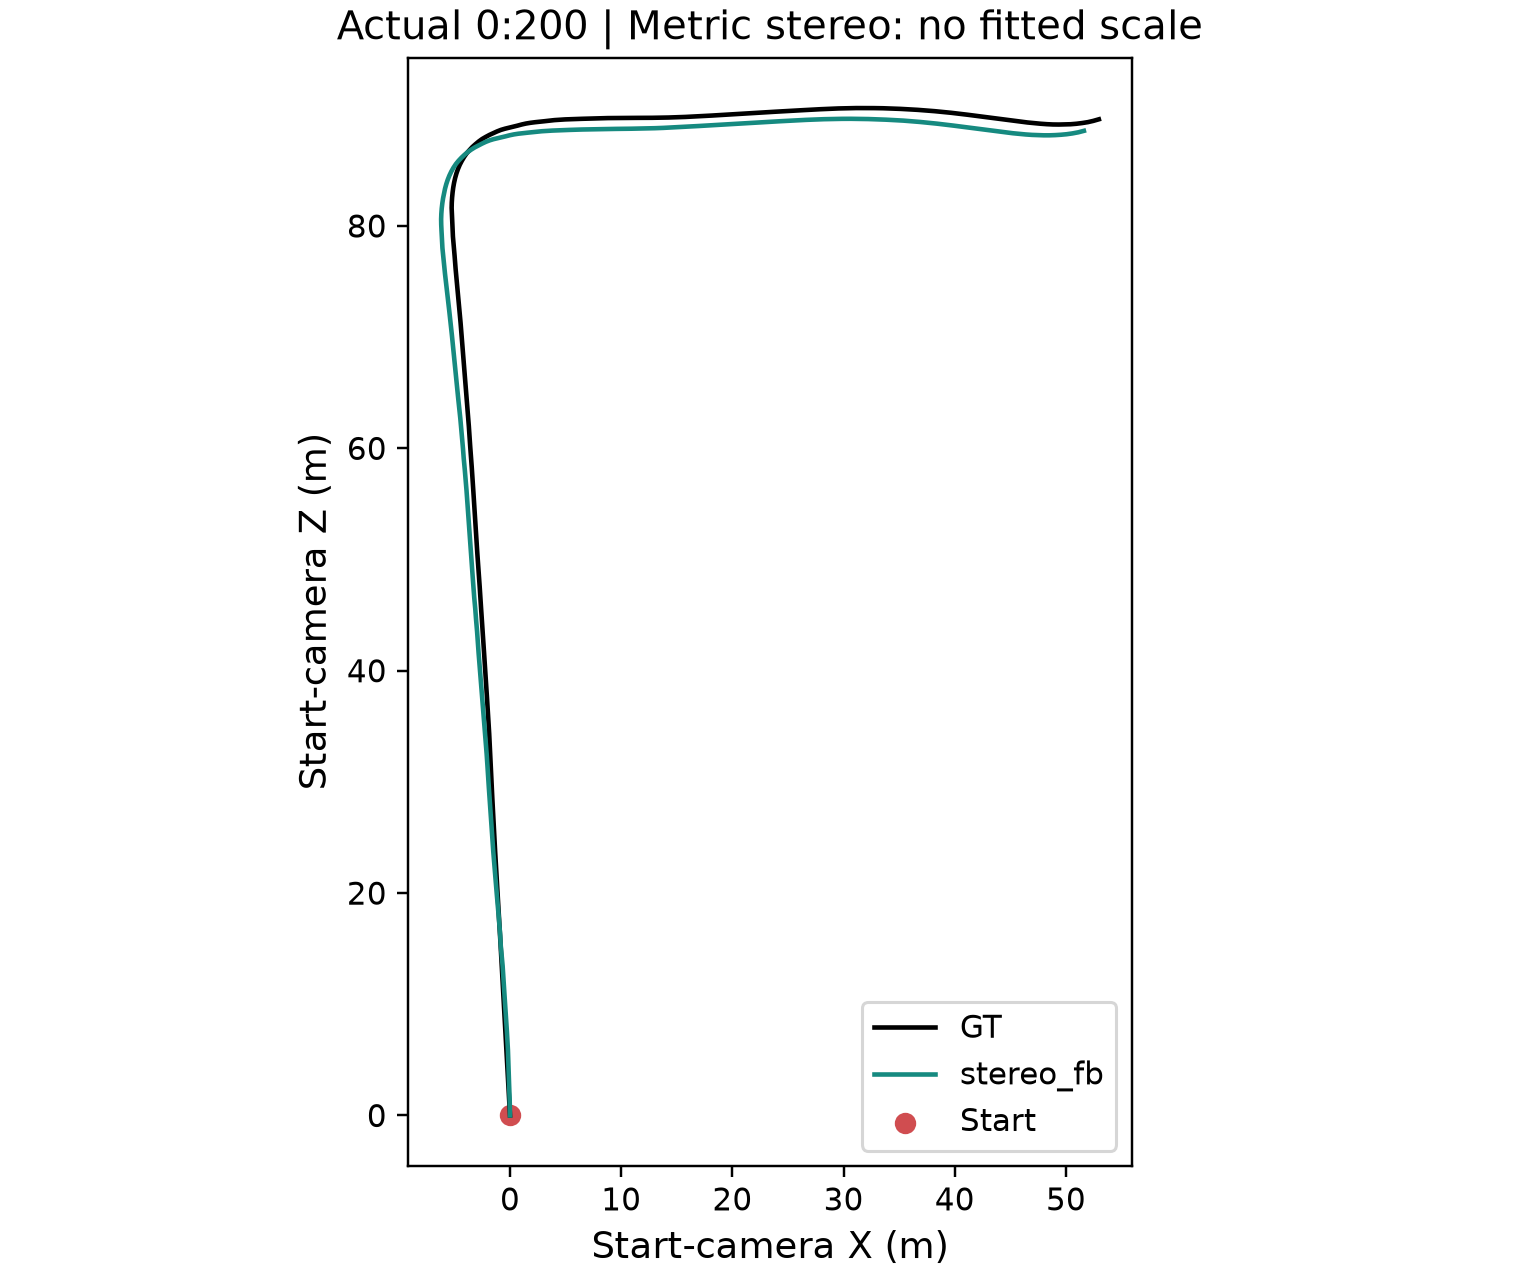 Actual 0:200 | Metric stereo: no fitted scale
Start-camera Z (m)
80
60
40
20
0
GT
stereo_fb
Start
0 10 20 30 40 50
Start-camera X (m)